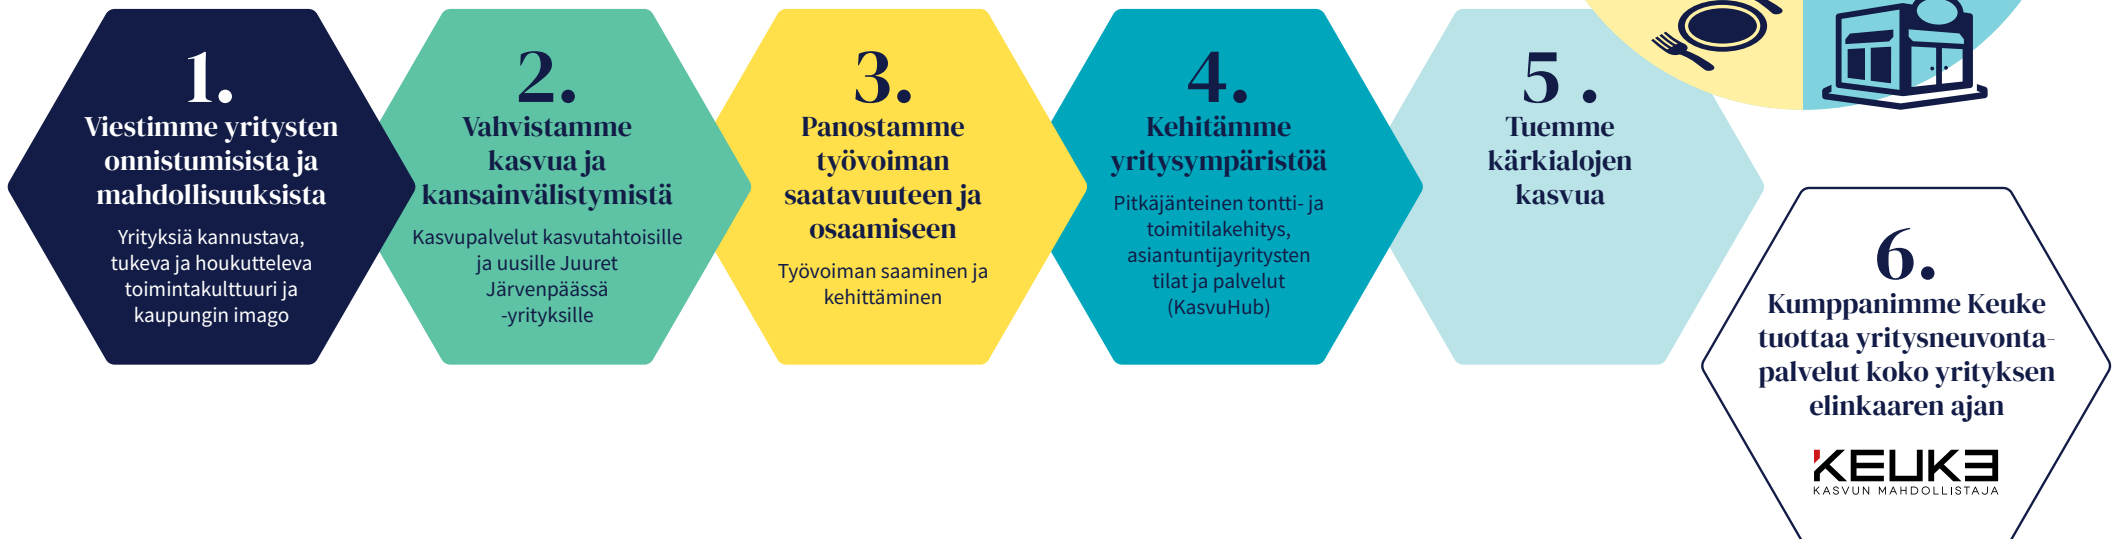 1.
Viestimme yritysten
onnistumisista ja
mahdollisuuksista
Yrityksiä kannustava,
tukeva ja houkutteleva
toimintakulttuuri ja
kaupungin imago
2.
Vahvistamme
kasvua ja
kansainvälistymistä
Kasvupalvelut kasvutahtoisille
ja uusille Juuret
Järvenpäässä
-yrityksille
3.
Panostamme
työvoiman
saatavuuteen ja
osaamiseen
Työvoiman saaminen ja
kehittäminen
4.
Kehitämme
yritysympäristöä
Pitkäjänteinen tontti- ja
toimitilakehitys,
asiantuntijayritysten
tilat ja palvelut
(KasvuHub)
5 .
Tuemme
kärkialojen
kasvua
6.
Kumppanimme Keuke
tuottaa yritysneuvonta-
palvelut koko yrityksen
elinkaaren ajan
KEUKE
KASVUN MAHDOLLISTAJA